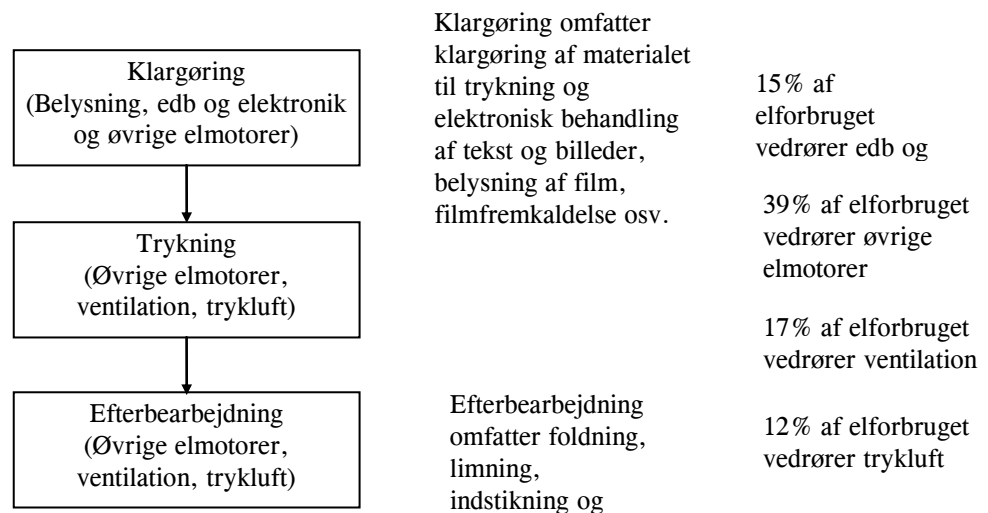 Klargøring
(Belysning, edb og elektronik
og øvrige elmotorer)
Trykning
(Øvrige elmotorer,
ventilation, trykluft)
Efterbearbejdning
(Øvrige elmotorer,
ventilation, trykluft)
Klargøring omfatter
klargøring af materialet
til trykning og
elektronisk behandling
af tekst og billeder,
belysning af film,
filmfremkaldelse osv.
Efterbearbejdning
omfatter foldning,
limning,
indstikning og
15% af
elforbruget
vedrører edb og
39% af elforbruget
vedrører øvrige
elmotorer
17% af elforbruget
vedrører ventilation
12% af elforbruget
vedrører trykluft